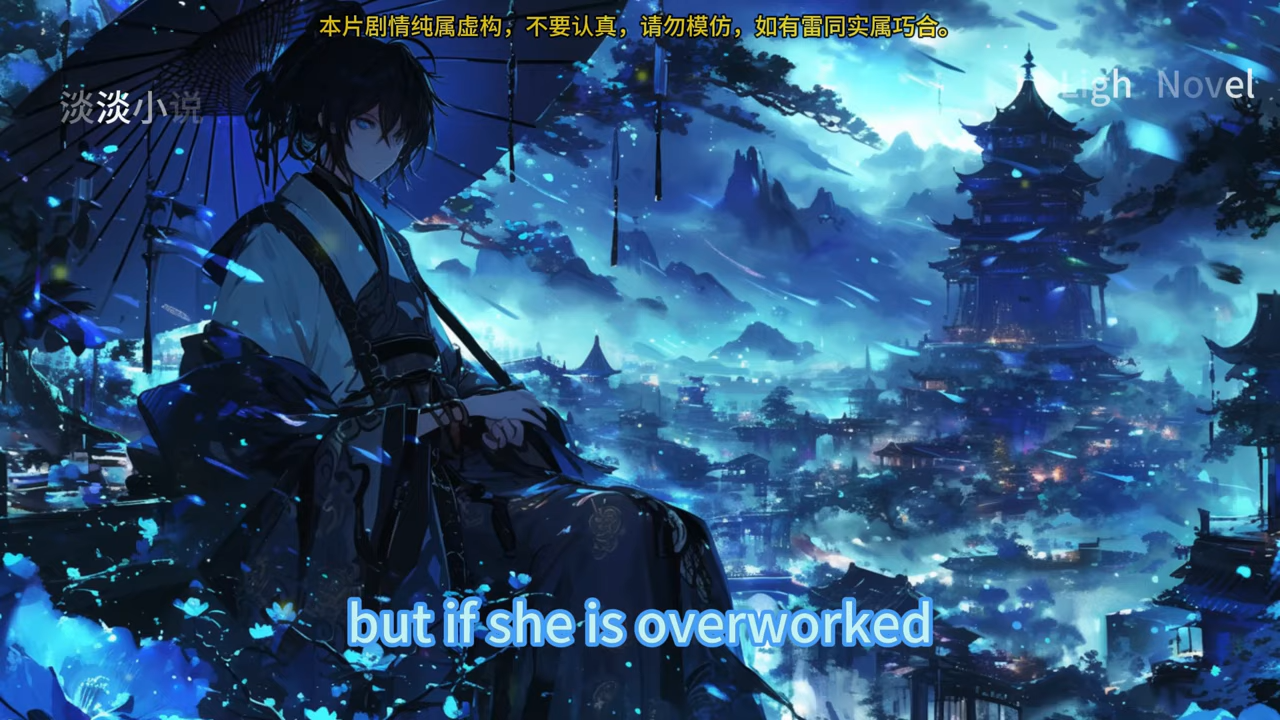 本片剧情纯属虚构，不要认真，请勿模仿，如有雷同实属巧合。
淡淡小说
Ligh Novel
but if she is overworked